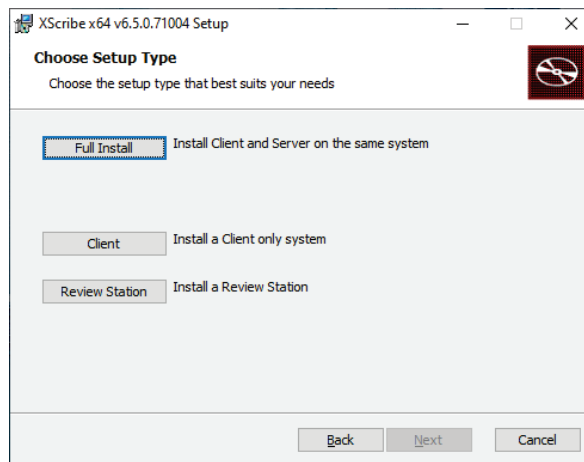 XScribe x64 v6.5.0.71004 Setup
Choose Setup Type
Choose the setup type that best suits your needs
Full Install Install Client and Server on the same system
Client Install a Client only system
Review Station Install a Review Station
Back Next Cancel